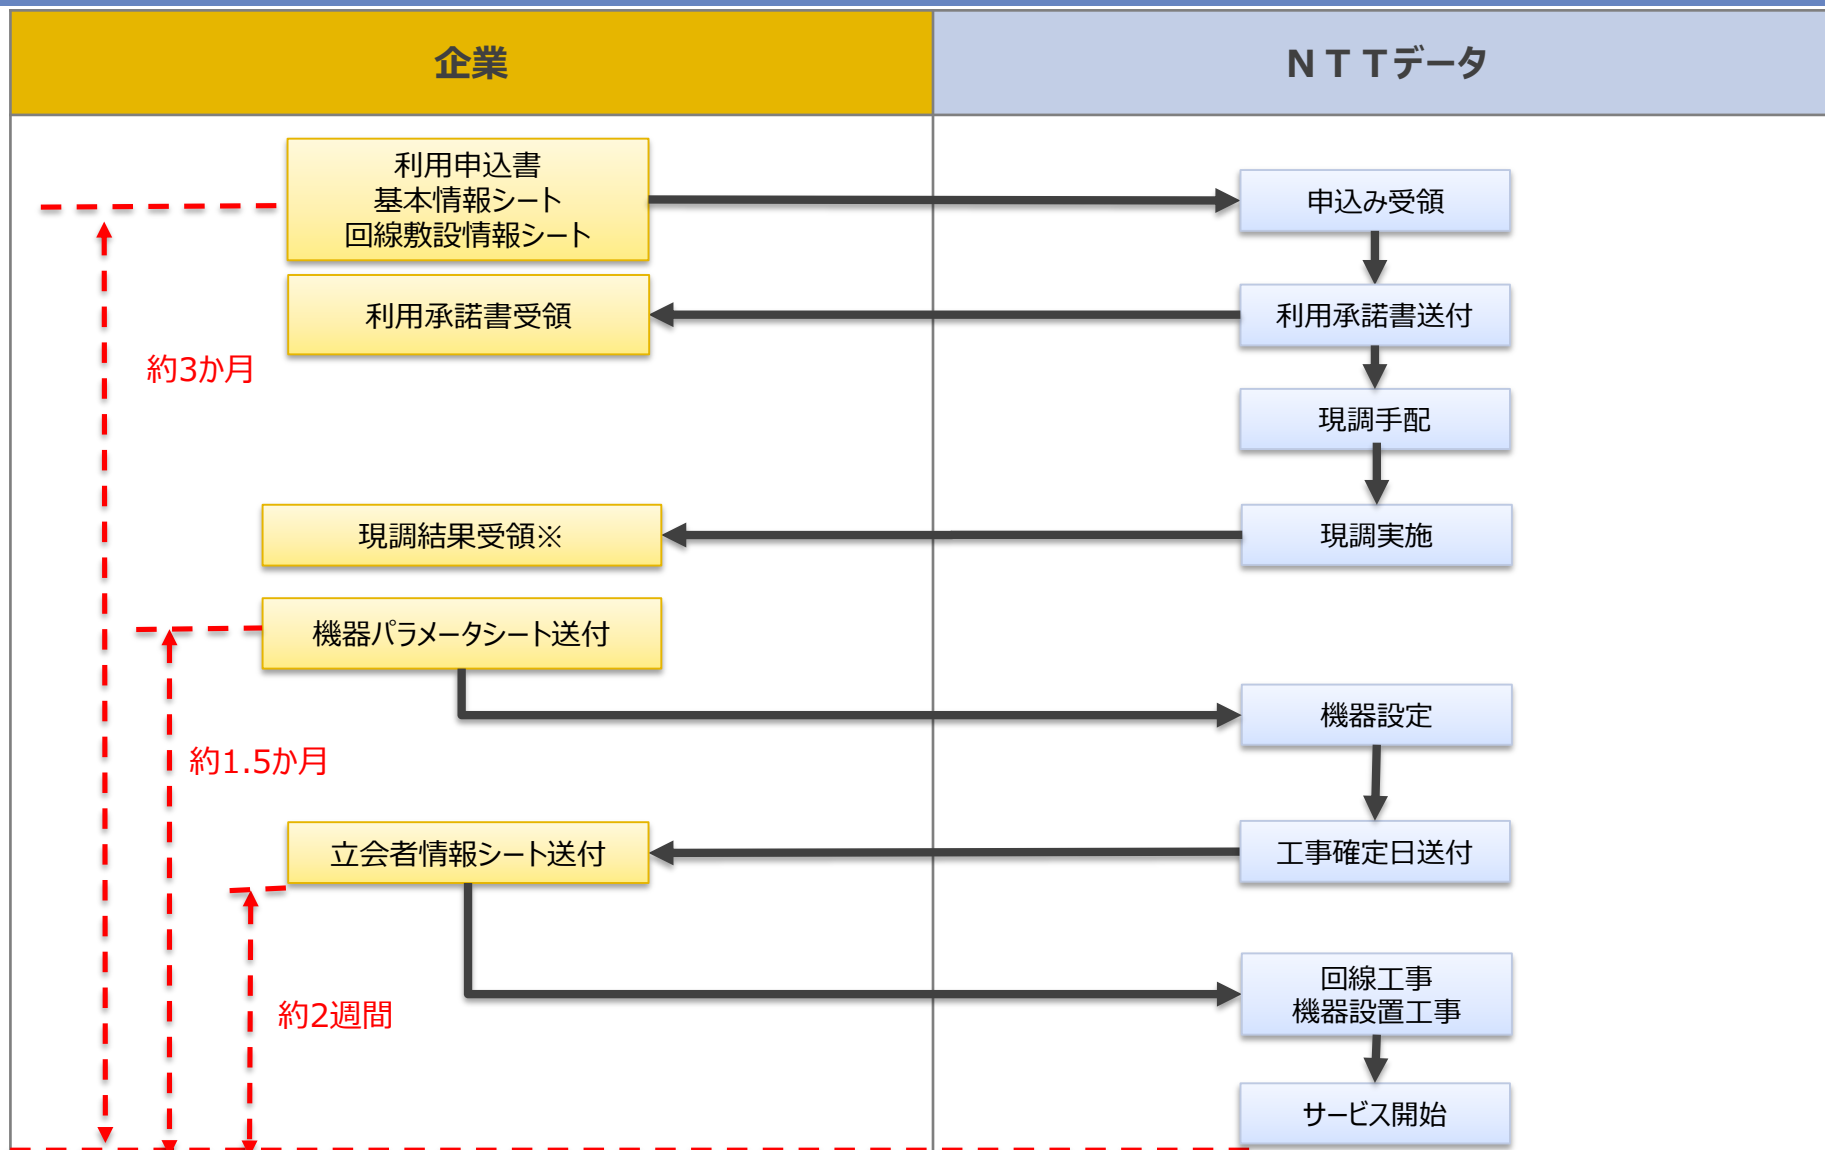 企業
ＮＴＴデータ
利用申込書
基本情報シート
回線敷設情報シート
申込み受領
利用承諾書受領
利用承諾書送付
約3か月
現調手配
現調結果受領※
現調実施
機器パラメータシート送付
機器設定
約1.5か月
立会者情報シート送付
工事確定日送付
回線工事
機器設置工事
約2週間
サービス開始